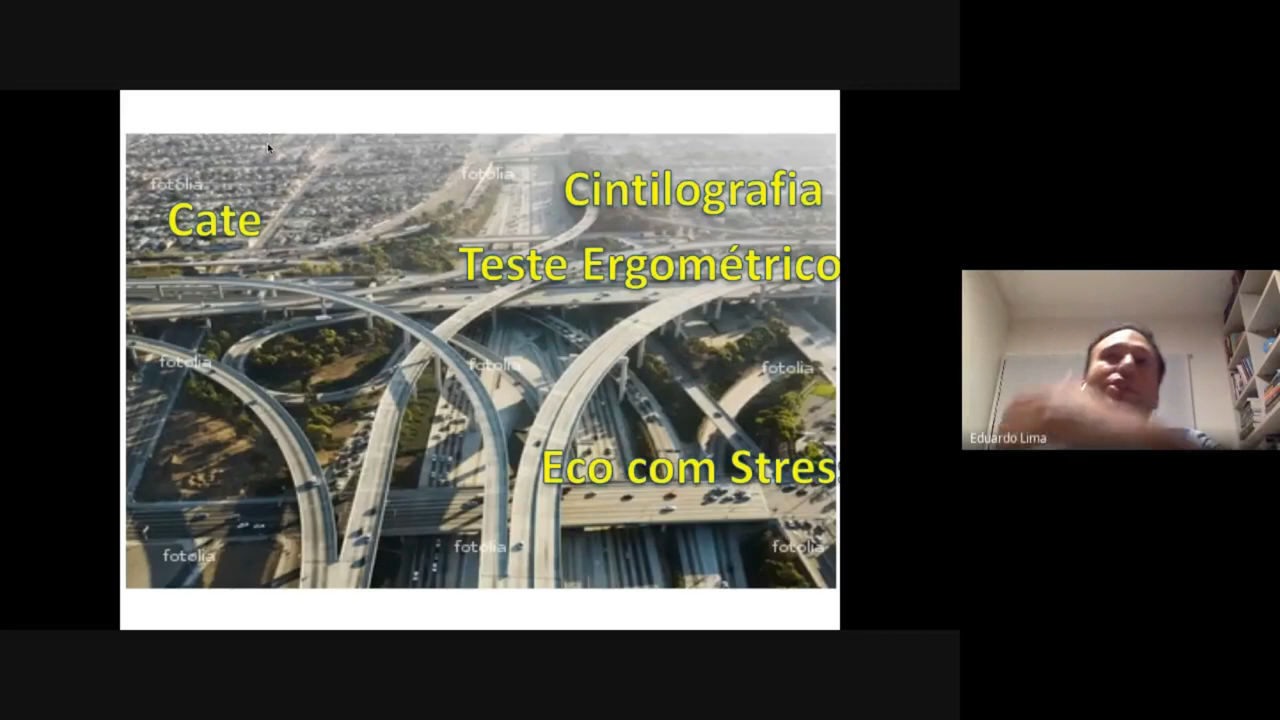 fotolia
fotolia
Cintilografia
Cate
Teste Ergométrico
fotolia
fotolia
fotolia
Eco com Stres
fotolia
fotolia
fotolia
Eduardo Lima